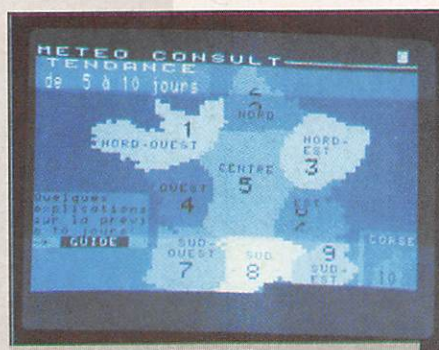 METEO CONSULT
TENDANCE
de 5 à 10 jours
2
NORD
1
NORD-OUEST
NORD-
EST
3
CENTRE
5
OUEST
4
EST
6
Quelques
explications
sur la prévi
à 10 jours
=> GUIDE
SUD-
OUEST
7
SUD
8
9
SUD-
EST
CORSE
10